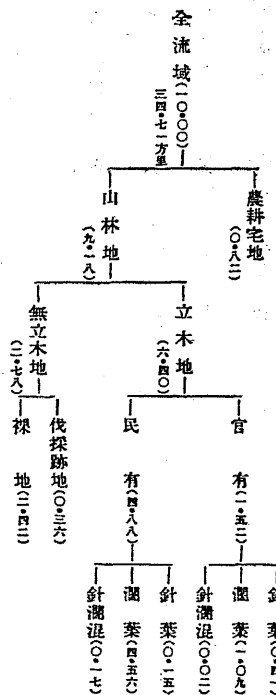 全流域(一〇・〇〇)
三四・七一方里
農耕宅地
(〇・八二)
山林地
(九・一八)
立木地
(六・四〇)
無立木地
(二・七八)
官有(一・五二)
民有(四・八八)
伐採跡地(〇・三六)
裸地(二・四二)
濶葉(一・〇九)
針濶混(〇・〇二)
針葉(〇・一五)
濶葉(四・五六)
針濶混(〇・一七)